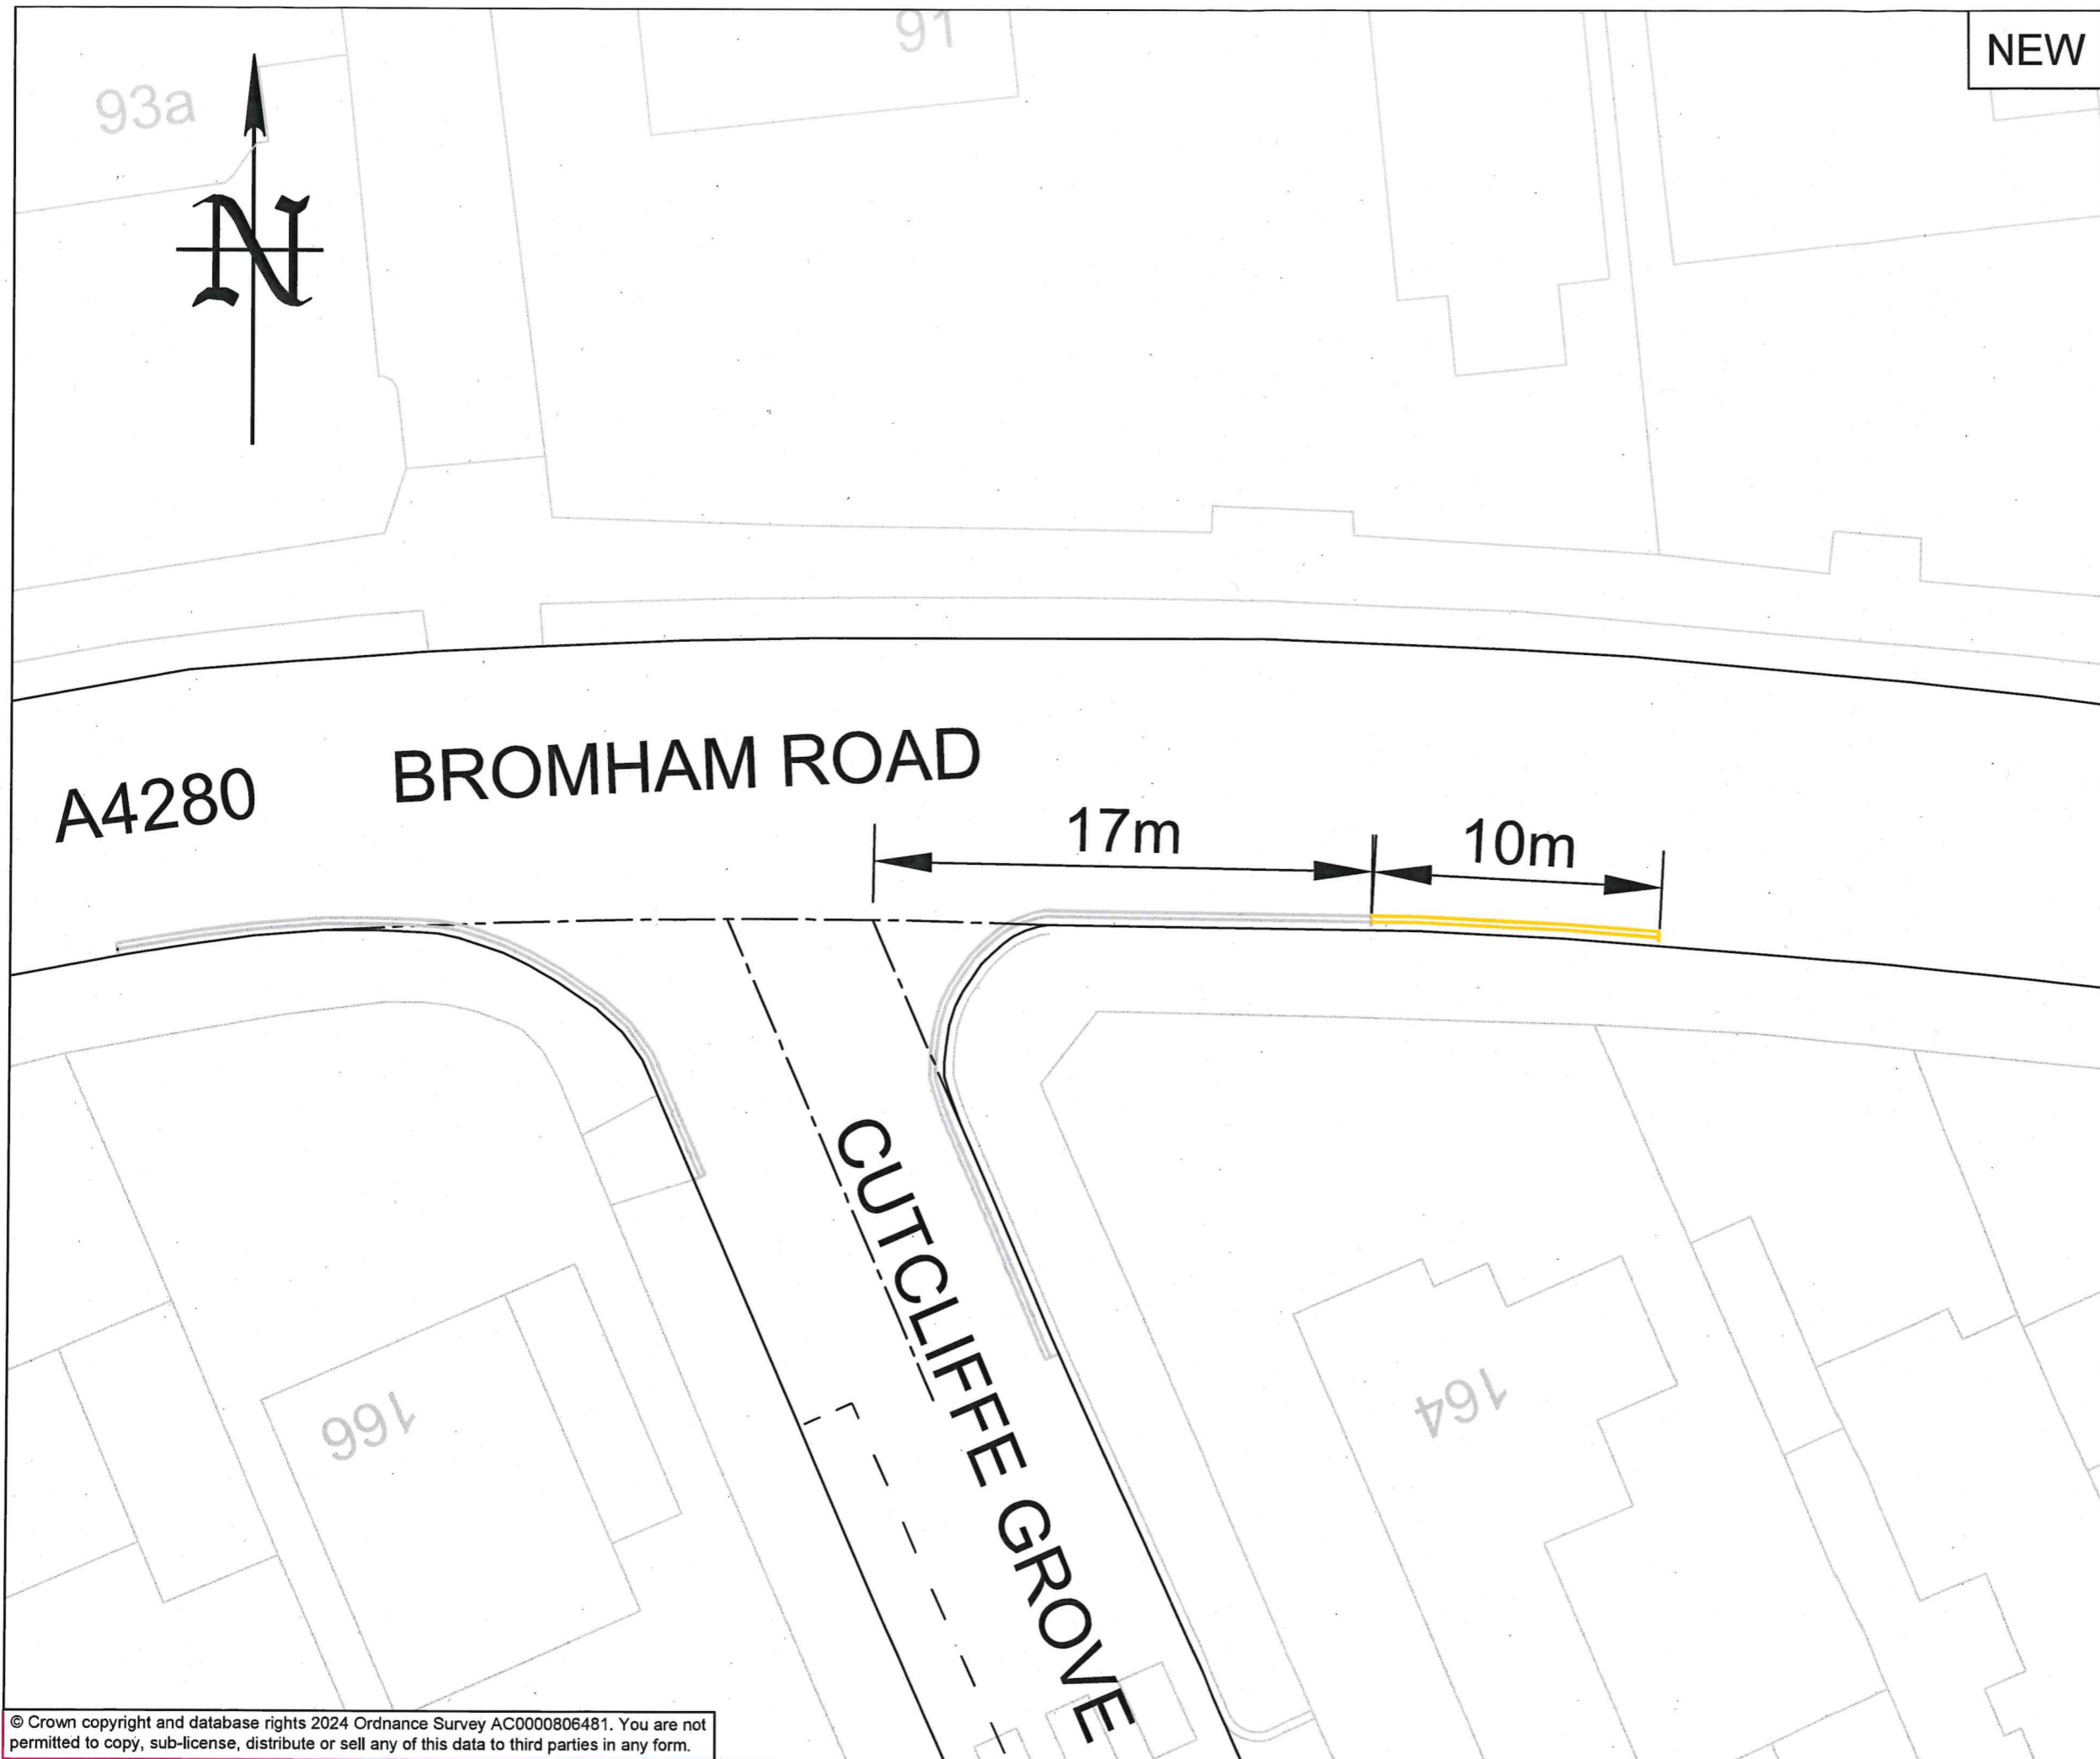 91
NEW
93a
N
BROMHAM ROAD
A4280
17m
10m
CUTCLIFFE GROVE
166
164
© Crown copyright and database rights 2024 Ordnance Survey AC0000806481. You are not
permitted to copy, sub-license, distribute or sell any of this data to third parties in any form.